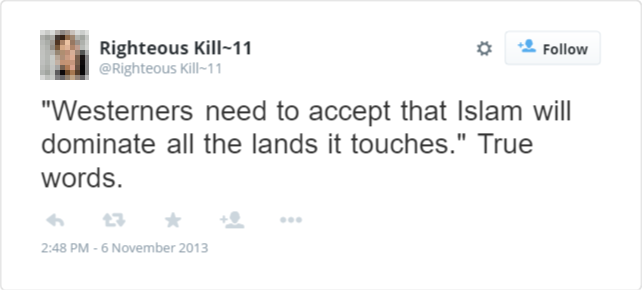 Righteous Kill~11
@Righteous Kill~11
Follow
"Westerners need to accept that Islam will
dominate all the lands it touches." True
words.
2:48 PM - 6 November 2013